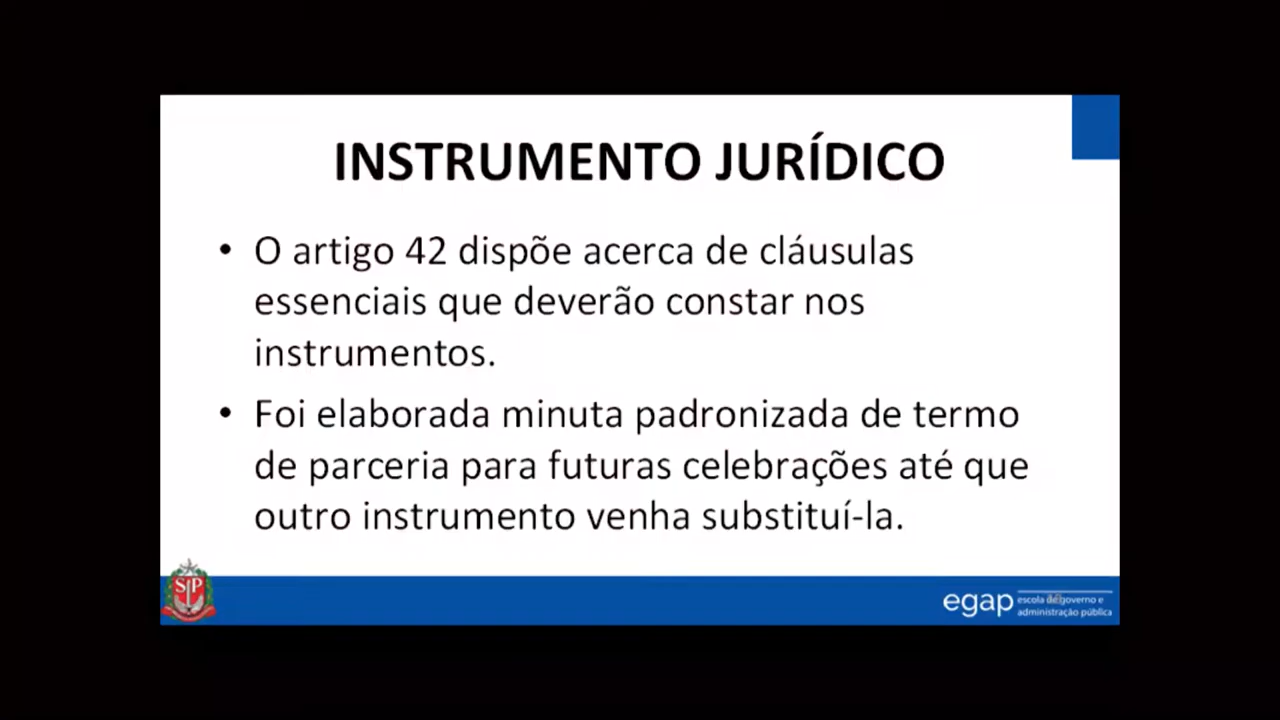 INSTRUMENTO JURÍDICO
• O artigo 42 dispõe acerca de cláusulas
essenciais que deverão constar nos
instrumentos.
• Foi elaborada minuta padronizada de termo
de parceria para futuras celebrações até que
outro instrumento venha substituí-la.
SP
egap
escola de governo e
administração pública